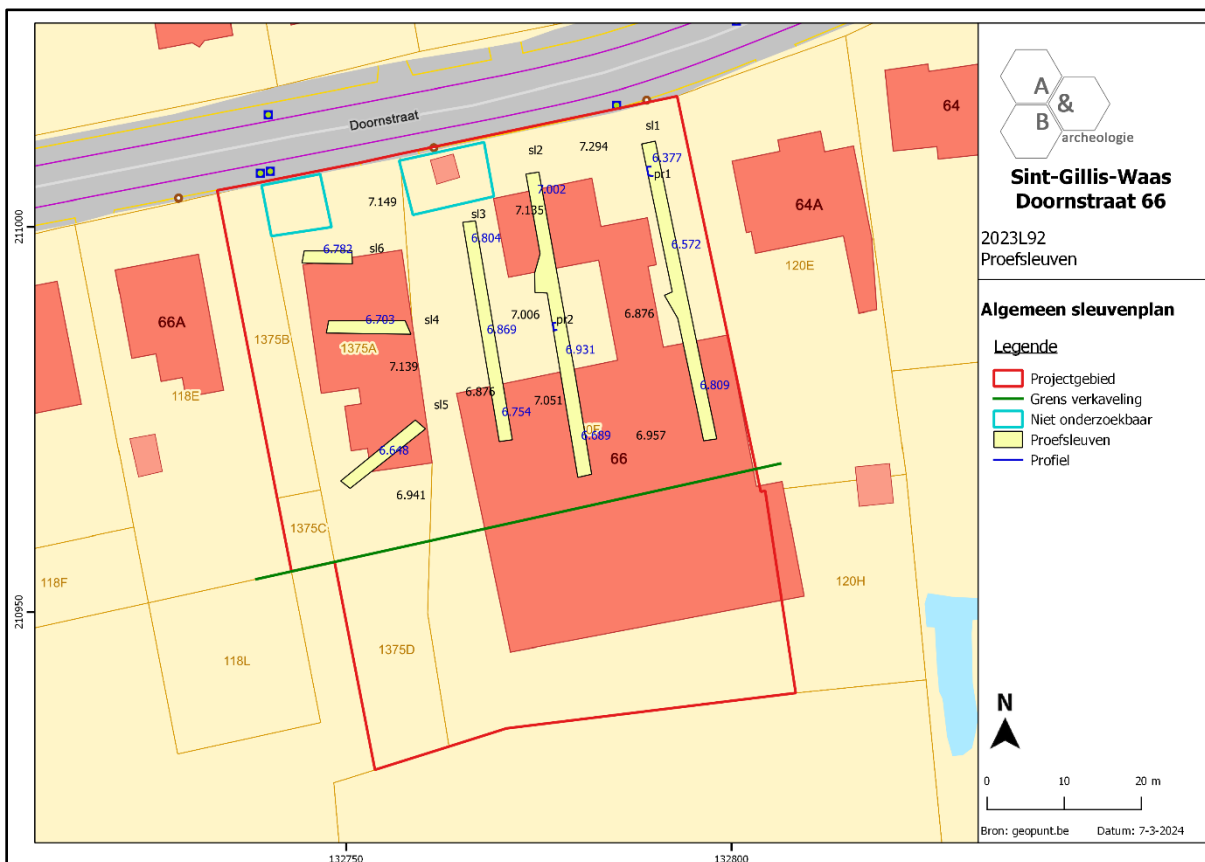 Doornstraat
sl1
sl2
7.294
6.377
pr1
64
7.002
7.149
7.135
sl3
6.804
64A
sl6
6.782
6.572
120E
7.006
pr2
6.876
66A
6.703
sl4
6.869
1375B
1375A
6.931
7.139
118E
6.876
7.051
6.809
sl5
6.754
6.689
6.957
6.648
66
6.941
1375C
118F
120H
1375D
118L
211000
210950
132750
132800
A
&
B
archeologie
Sint-Gillis-Waas
Doornstraat 66
2023L92
Proefsleuven
Algemeen sleuvenplan
Legende
Projectgebied
Grens verkaveling
Niet onderzoekbaar
Proefsleuven
Profiel
N
0 10 20 m
Bron: geopunt.be Datum: 7-3-2024